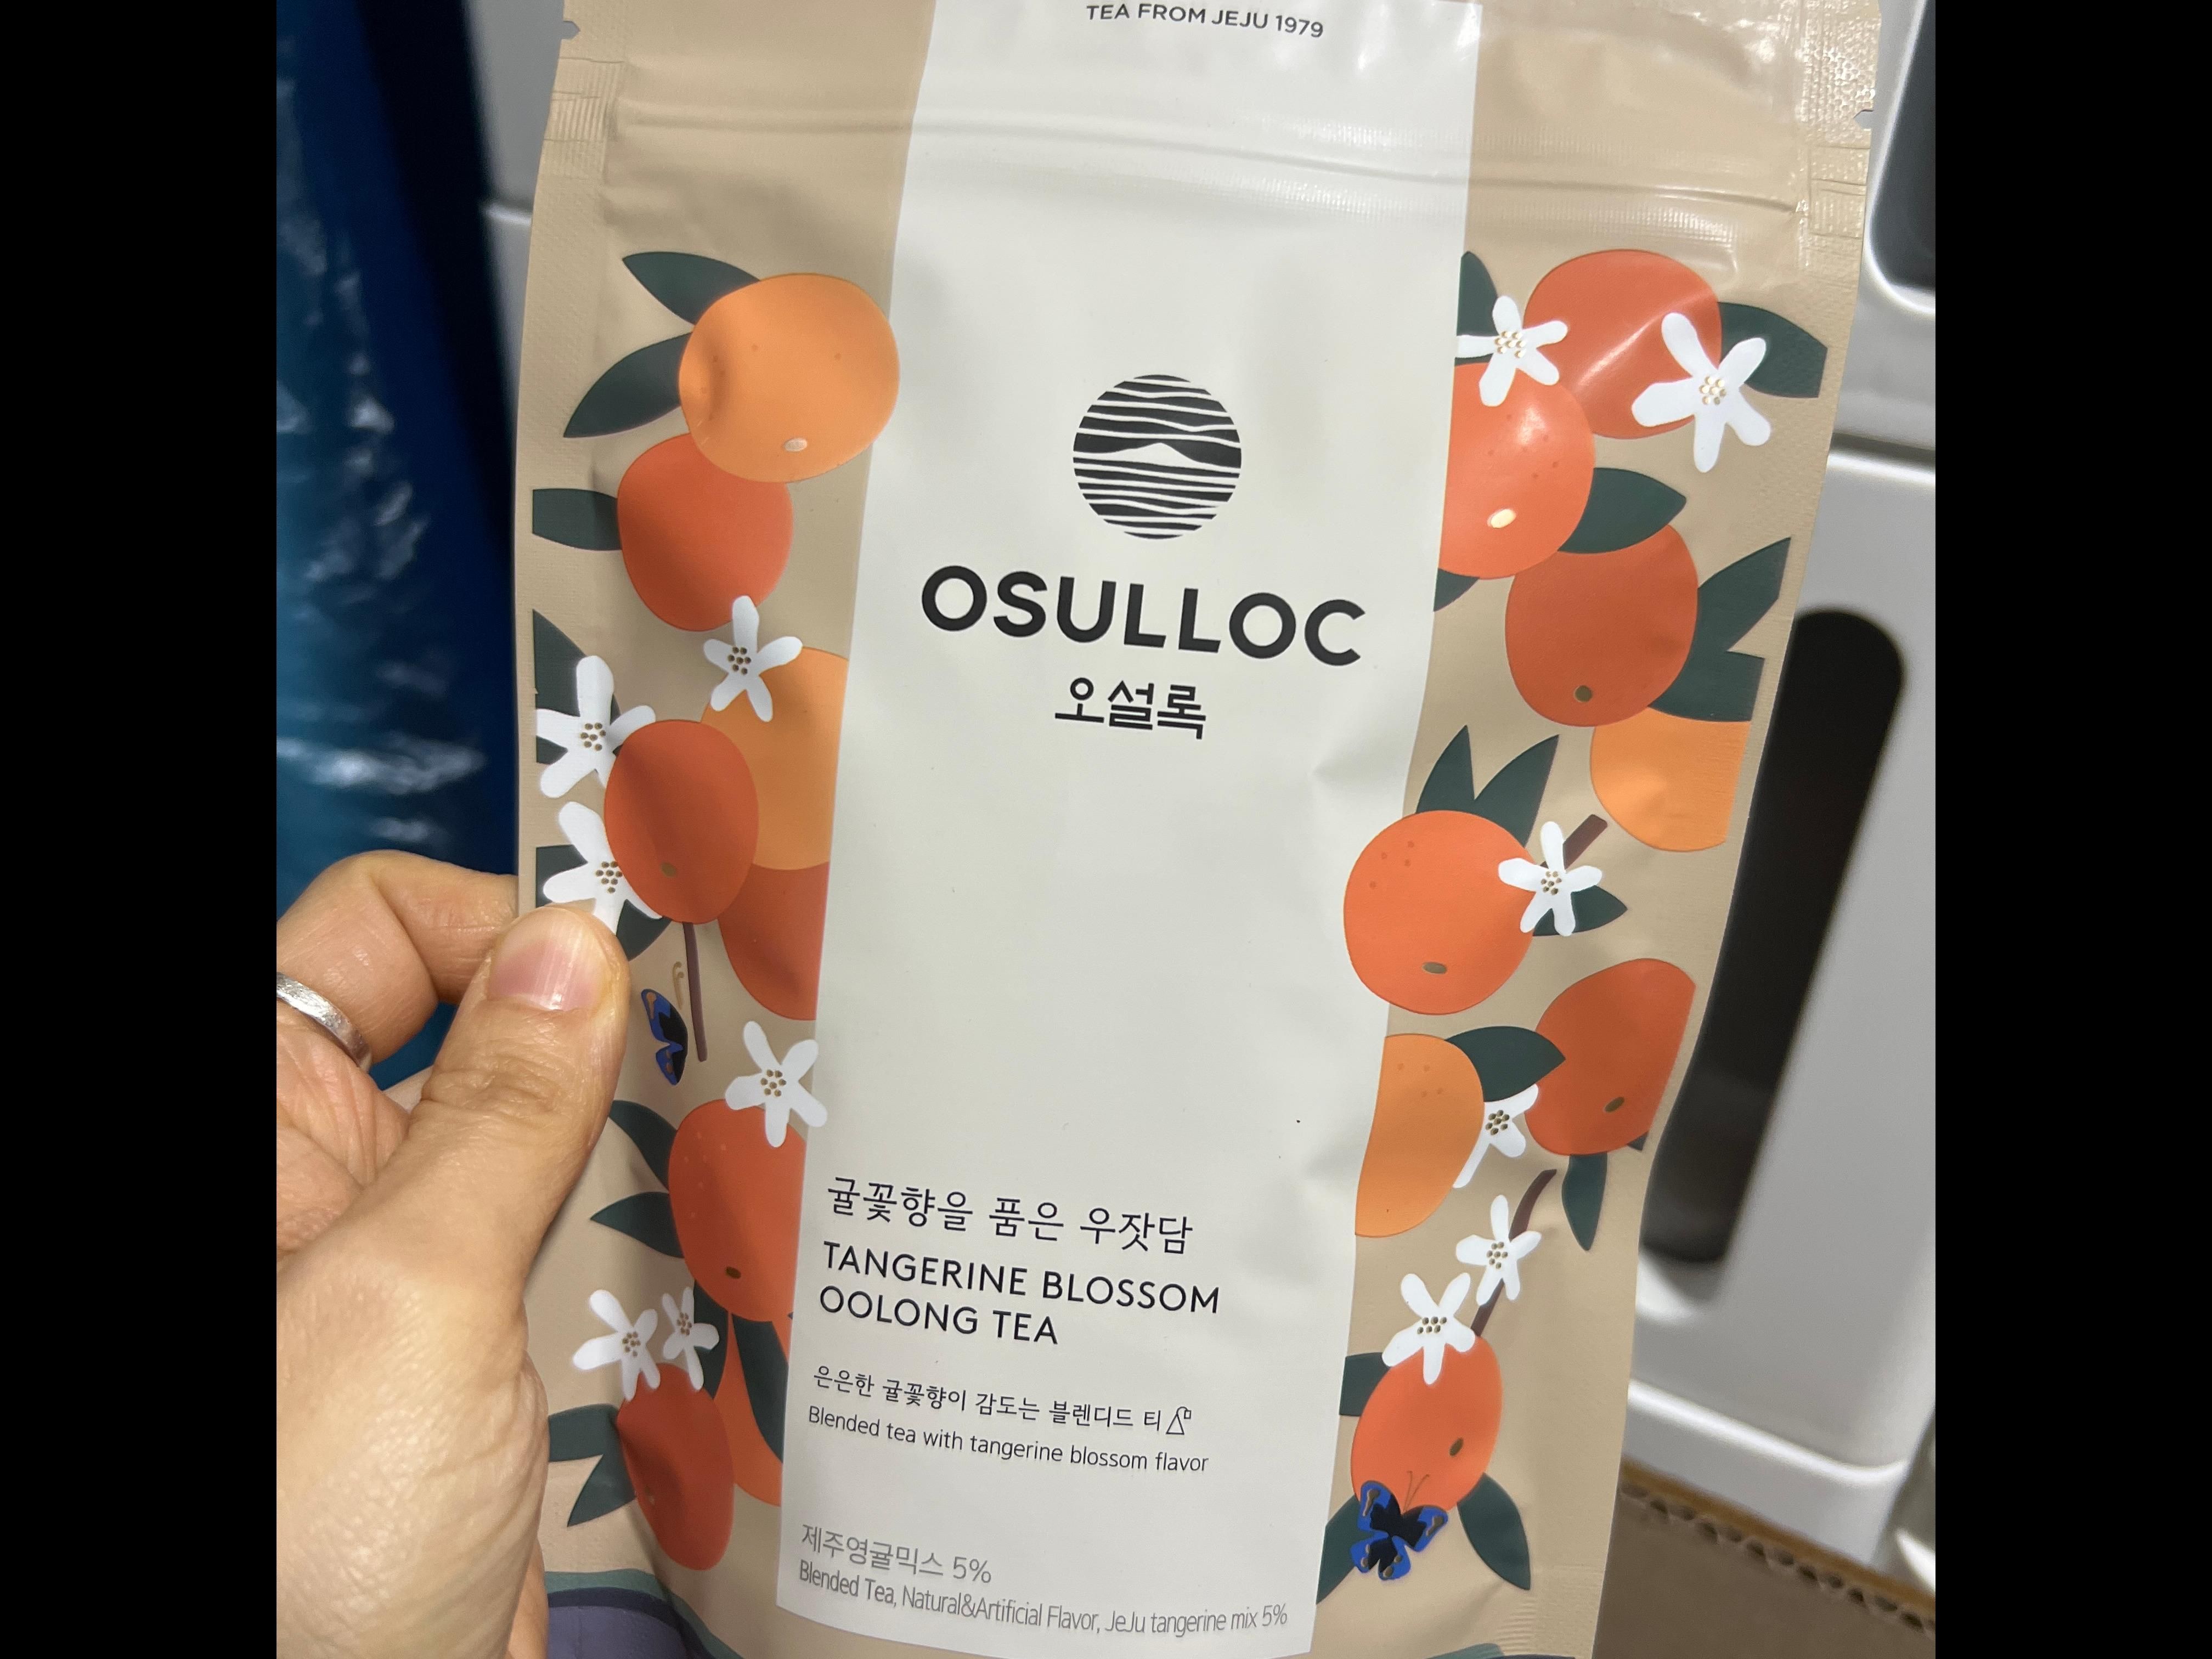 TEA FROM JEJU 1979
OSULLOC
오설록
귤꽃향을 품은 우잣담
TANGERINE BLOSSOM
OOLONG TEA
은은한 귤꽃향이 감도는 블렌디드 티
Blended tea with tangerine blossom flavor
제주영귤믹스 5%
Blended Tea, Natural&Artificial Flavor, JeJu tangerine mix 5%